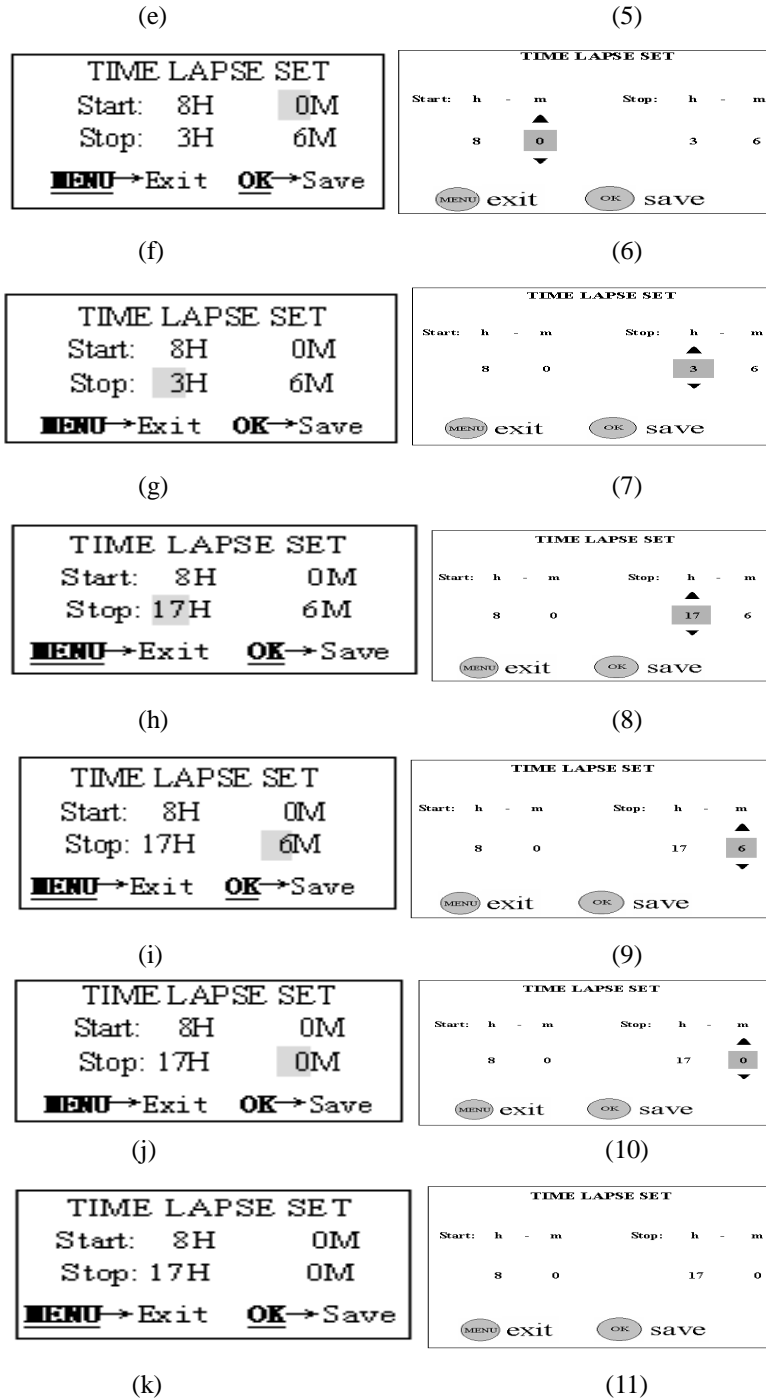 (e) (5)
TIME LAPSE SET
Start: 8H 0M
Stop: 3H 6M
MENU→Exit OK→Save
TIME LAPSE SET
Start: h - m Stop: h - m
8 0 3 6
MENU exit OK save
(f) (6)
TIME LAPSE SET
Start: 8H 0M
Stop: 3H 6M
MENU→Exit OK→Save
TIME LAPSE SET
Start: h - m Stop: h - m
8 0 3 6
MENU exit OK save
(g) (7)
TIME LAPSE SET
Start: 8H 0M
Stop: 17H 6M
MENU→Exit OK→Save
TIME LAPSE SET
Start: h - m Stop: h - m
8 0 17 6
MENU exit OK save
(h) (8)
TIME LAPSE SET
Start: 8H 0M
Stop: 17H 6M
MENU→Exit OK→Save
TIME LAPSE SET
Start: h - m Stop: h - m
8 0 17 6
MENU exit OK save
(i) (9)
TIME LAPSE SET
Start: 8H 0M
Stop: 17H 0M
MENU→Exit OK→Save
TIME LAPSE SET
Start: h - m Stop: h - m
8 0 17 0
MENU exit OK save
(j) (10)
TIME LAPSE SET
Start: 8H 0M
Stop: 17H 0M
MENU→Exit OK→Save
TIME LAPSE SET
Start: h - m Stop: h - m
8 0 17 0
MENU exit OK save
(k) (11)